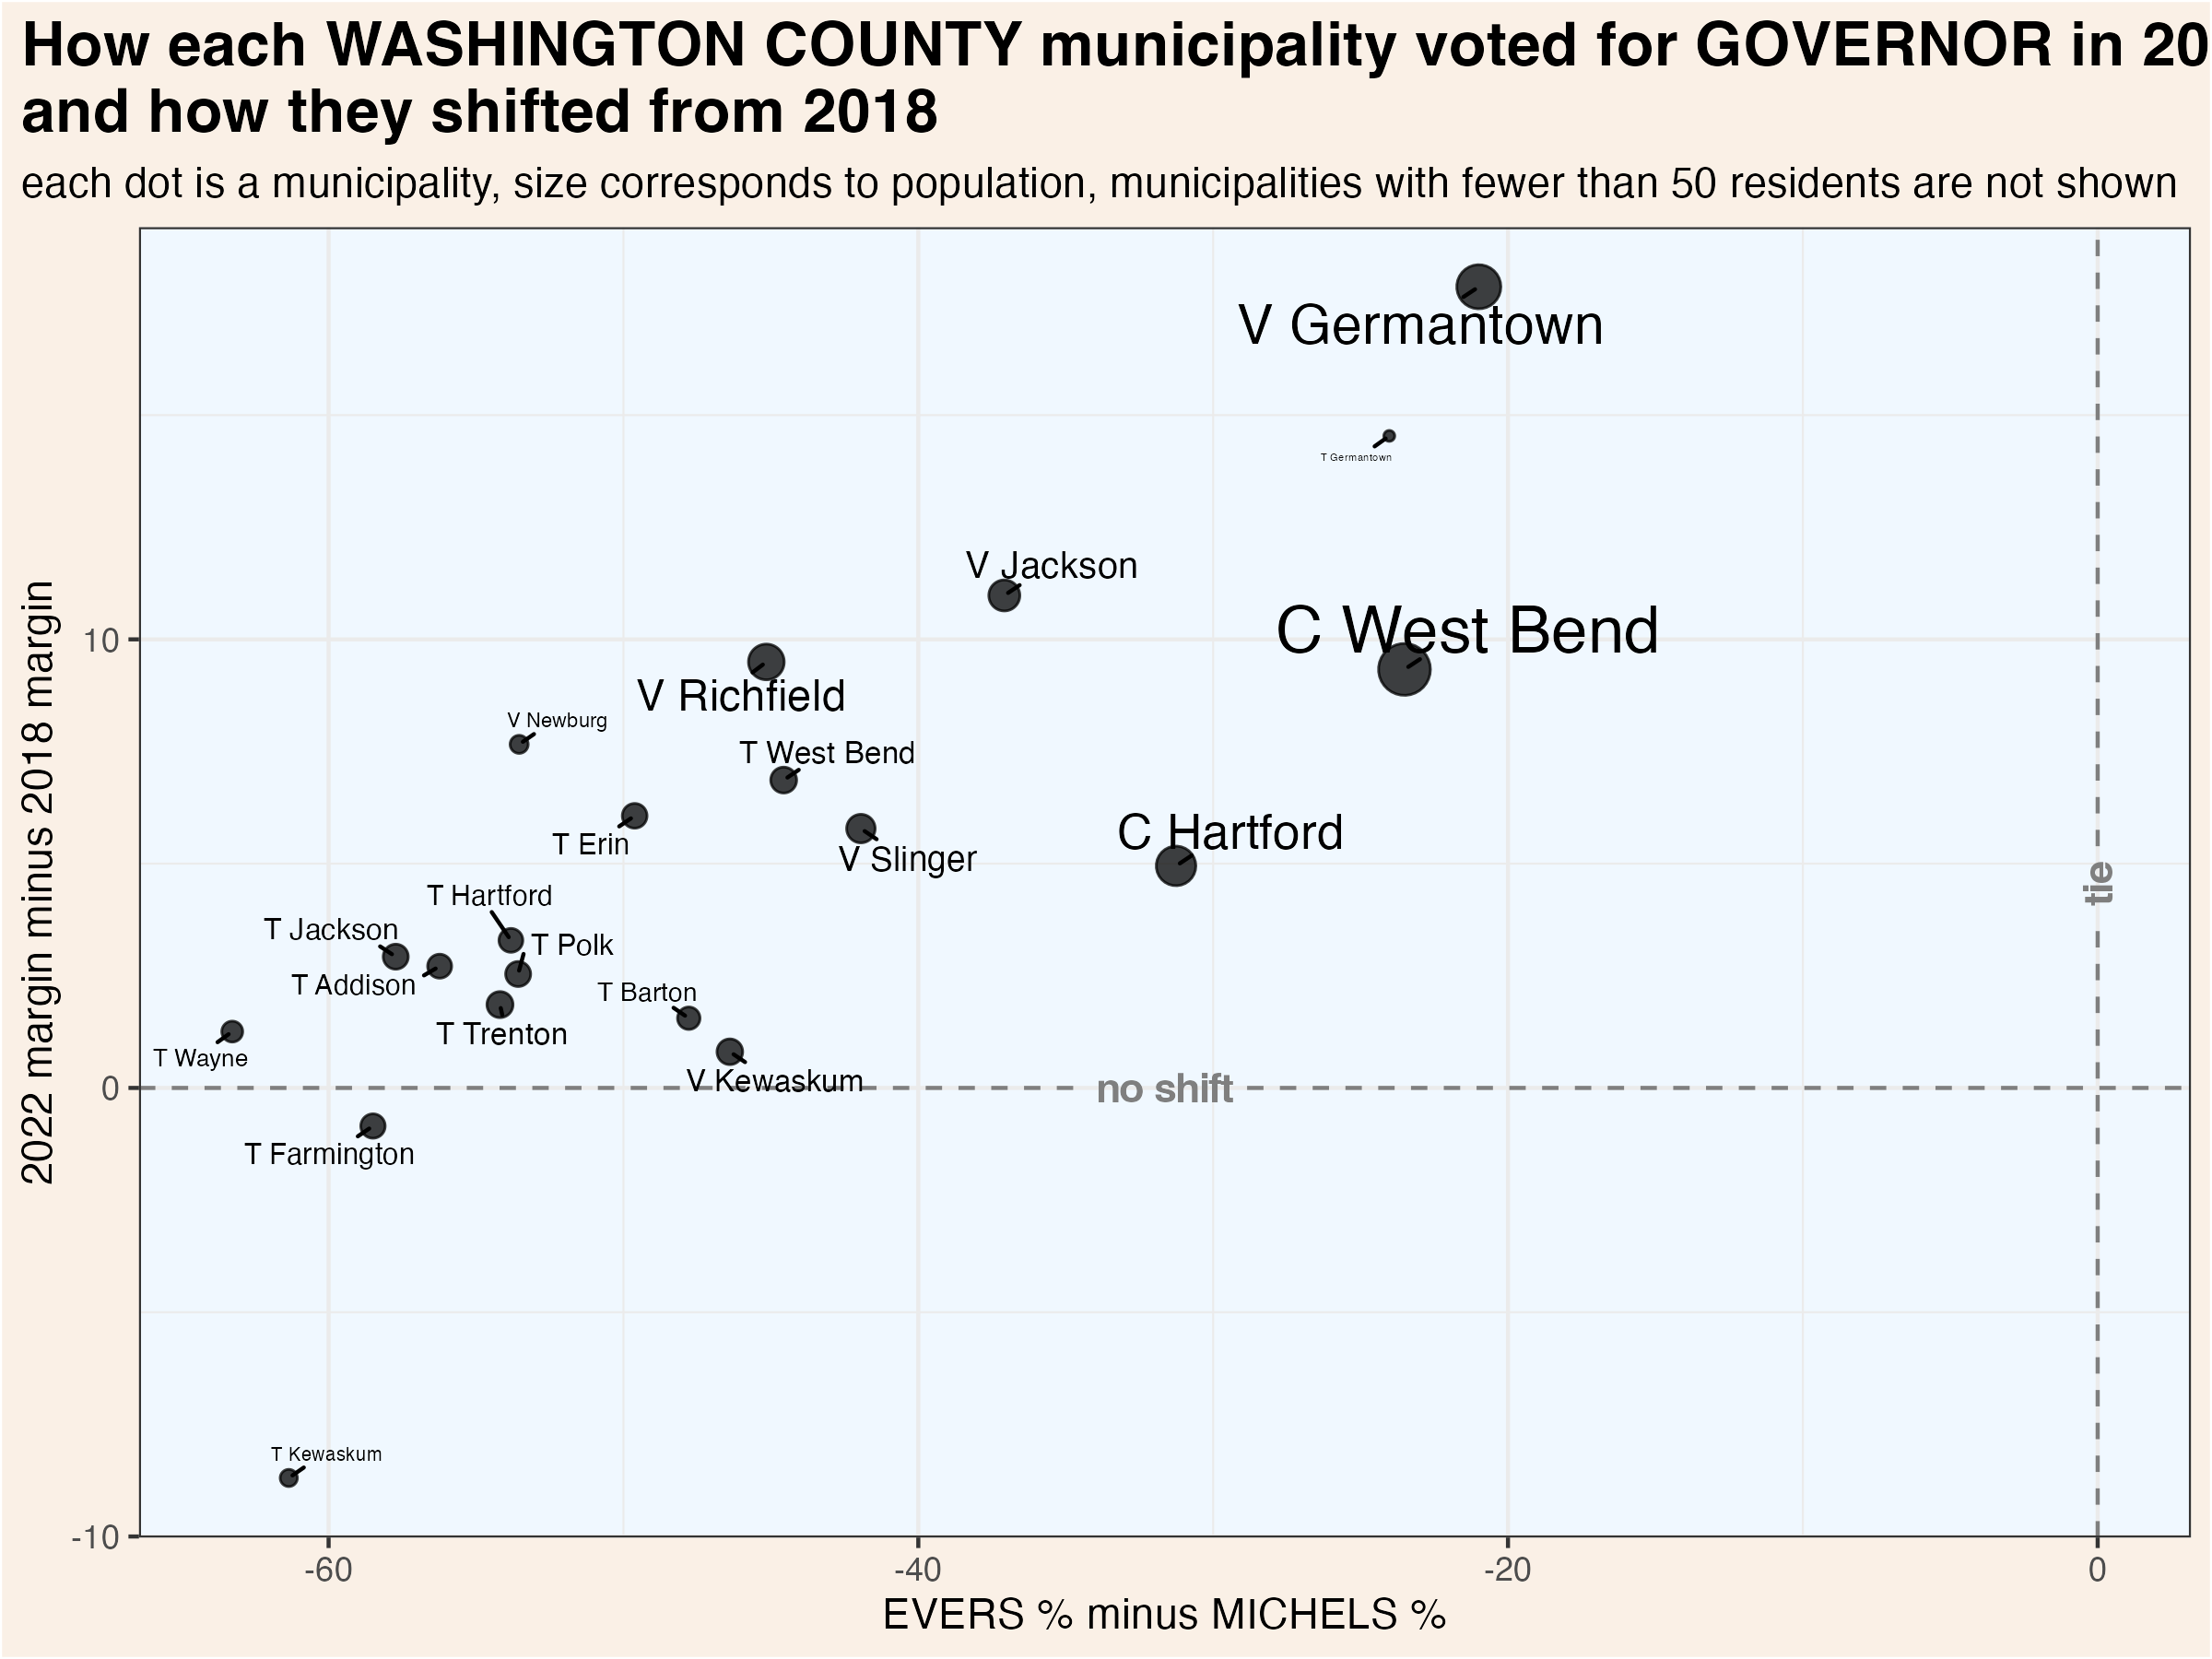 How each WASHINGTON COUNTY municipality voted for GOVERNOR in 20
and how they shifted from 2018
each dot is a municipality, size corresponds to population, municipalities with fewer than 50 residents are not shown
V Germantown
T Germantown
V Jackson
C West Bend
V Richfield
V Newburg
T West Bend
T Erin
V Slinger
C Hartford
T Hartford
T Jackson
T Polk
T Addison
T Barton
T Trenton
T Wayne
V Kewaskum
no shift
tie
T Farmington
T Kewaskum
2022 margin minus 2018 margin
10
0
-10
-60
-40
-20
0
EVERS % minus MICHELS %